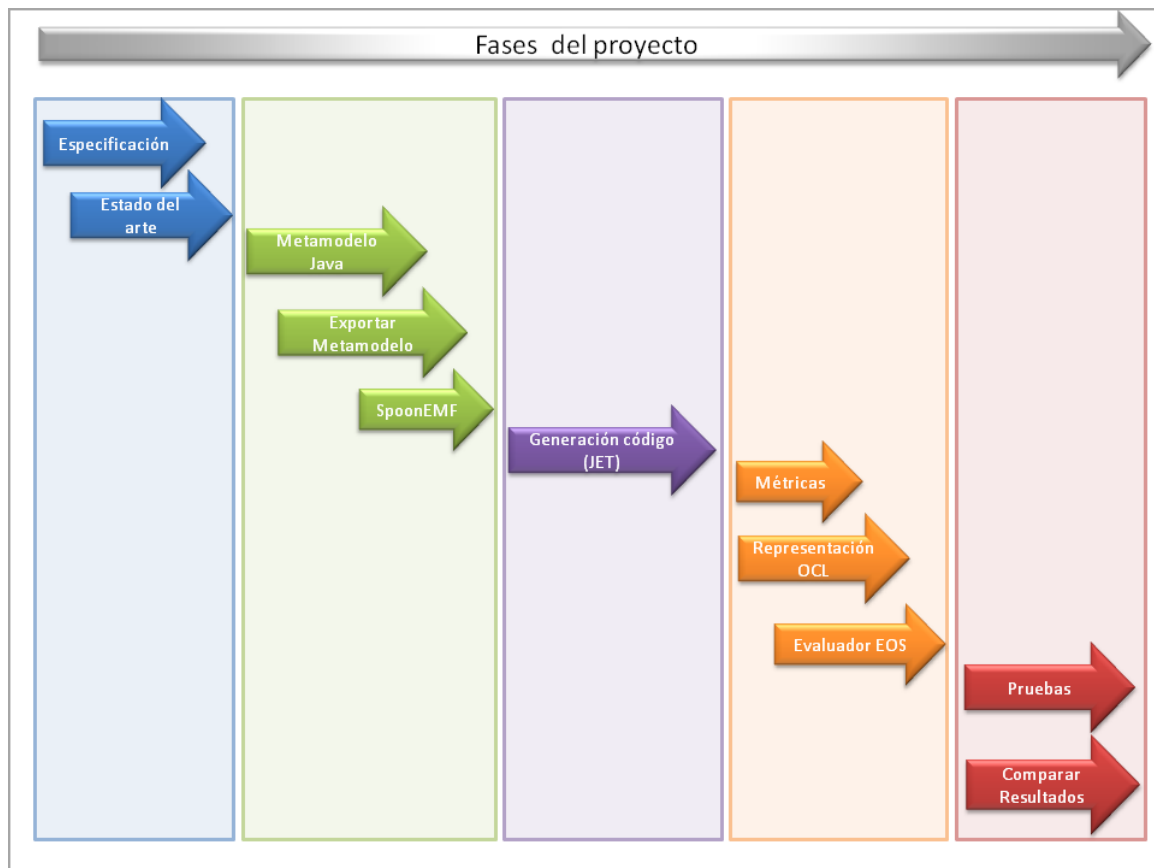 Fases  del proyecto
Especificación
Estado del
arte
Metamodelo
Java
Exportar
Metamodelo
SpoonEMF
Generación código
(JET)
Métricas
Representación
OCL
Evaluador EOS
Pruebas
Comparar
Resultados